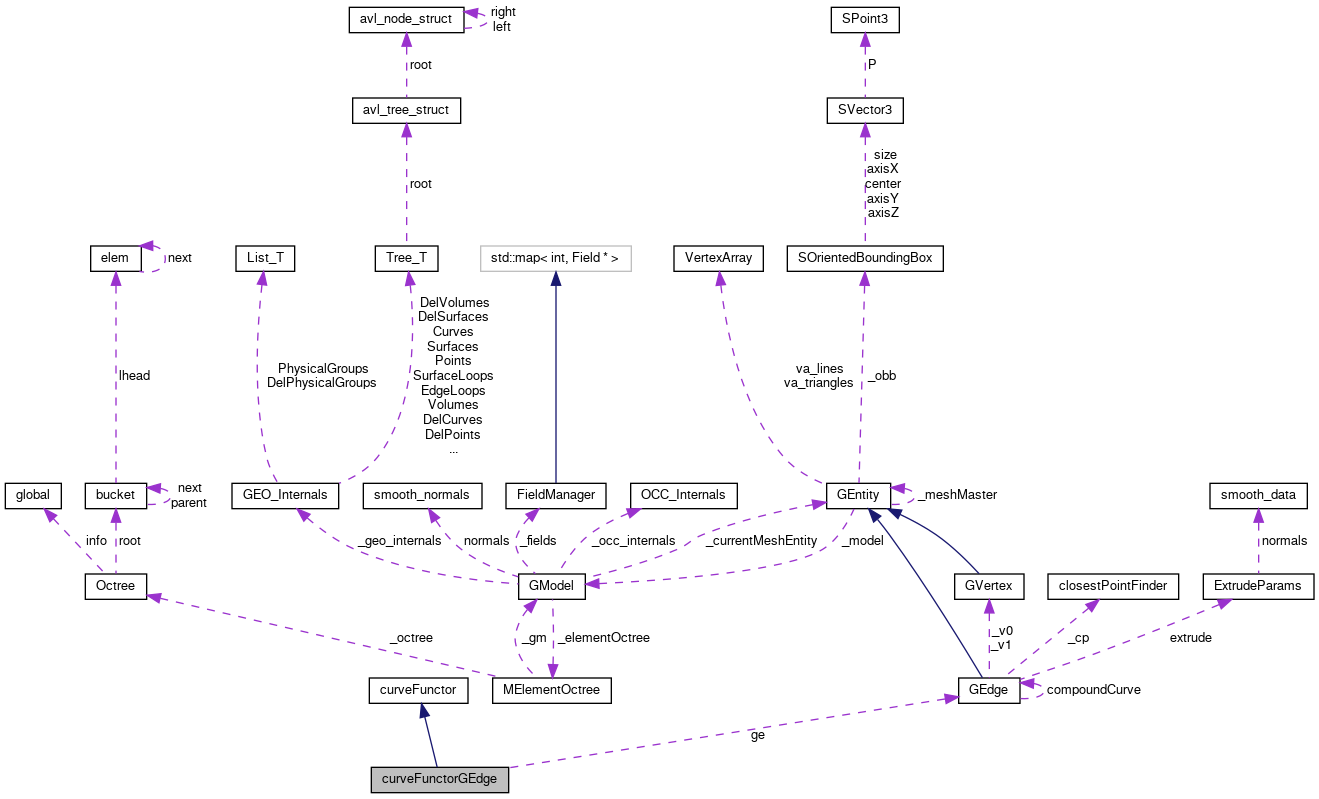 avl_node_struct
right
left
SPoint3
root
P
avl_tree_struct
SVector3
root
size
axisX
center
axisY
axisZ
elem
next
List_T
Tree_T
std::map< int, Field * >
VertexArray
SOrientedBoundingBox
lhead
PhysicalGroups
DelPhysicalGroups
DelVolumes
DelSurfaces
Curves
Surfaces
Points
SurfaceLoops
EdgeLoops
Volumes
DelCurves
DelPoints
...
va_lines
va_triangles
_obb
global
bucket
next
parent
GEO_Internals
smooth_normals
FieldManager
OCC_Internals
GEntity
_meshMaster
smooth_data
info
root
_geo_internals
normals
_fields
_occ_internals
_currentMeshEntity
_model
normals
Octree
GModel
GVertex
closestPointFinder
ExtrudeParams
_octree
_gm
_elementOctree
_v0
_v1
_cp
extrude
curveFunctor
MElementOctree
GEdge
compoundCurve
ge
curveFunctorGEdge